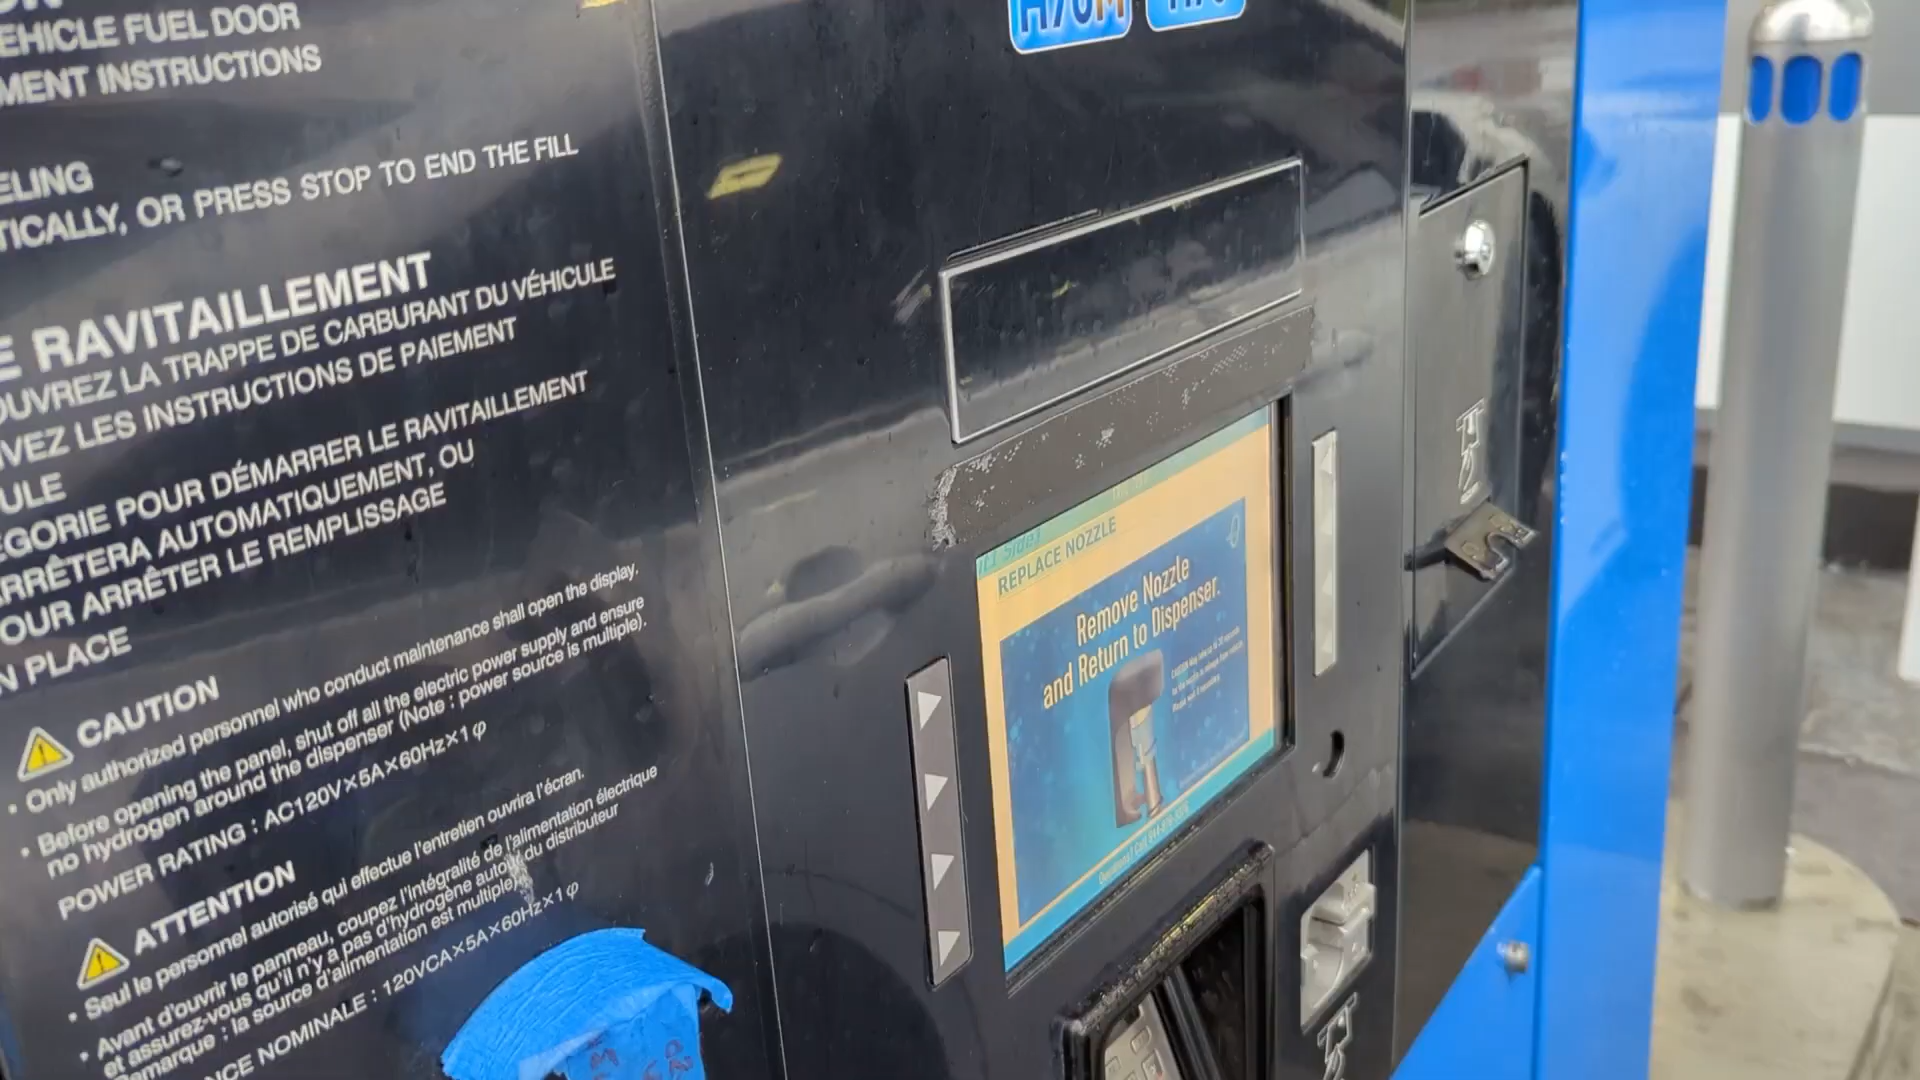 EHICLE FUEL DOOR
MENT INSTRUCTIONS
ELING
TICALLY, OR PRESS STOP TO END THE FILL
E RAVITAILLEMENT
OUVREZ LA TRAPPE DE CARBURANT DU VÉHICULE
IVEZ LES INSTRUCTIONS DE PAIEMENT
ULE
ÉGORIE POUR DÉMARRER LE RAVITAILLEMENT
ARRÊTERA AUTOMATIQUEMENT, OU
POUR ARRÊTER LE REMPLISSAGE
N PLACE
CAUTION
• Only authorized personnel who conduct maintenance shall open the display.
• Before opening the panel, shut off all the electric power supply and ensure
no hydrogen around the dispenser (Note : power source is multiple).
POWER RATING : AC120V×5A×60Hz×1φ
ATTENTION
• Seul le personnel autorisé qui effectue l'entretien ouvrira l'écran.
• Avant d'ouvrir le panneau, coupez l'intégralité de l'alimentation électrique
et assurez-vous qu'il n'y a pas d'hydrogène autour du distributeur
Remarque : la source d'alimentation est multiple).
NCE NOMINALE : 120VCA×5A×60Hz×1φ
H70M
REPLACE NOZZLE
Remove Nozzle
and Return to Dispenser.